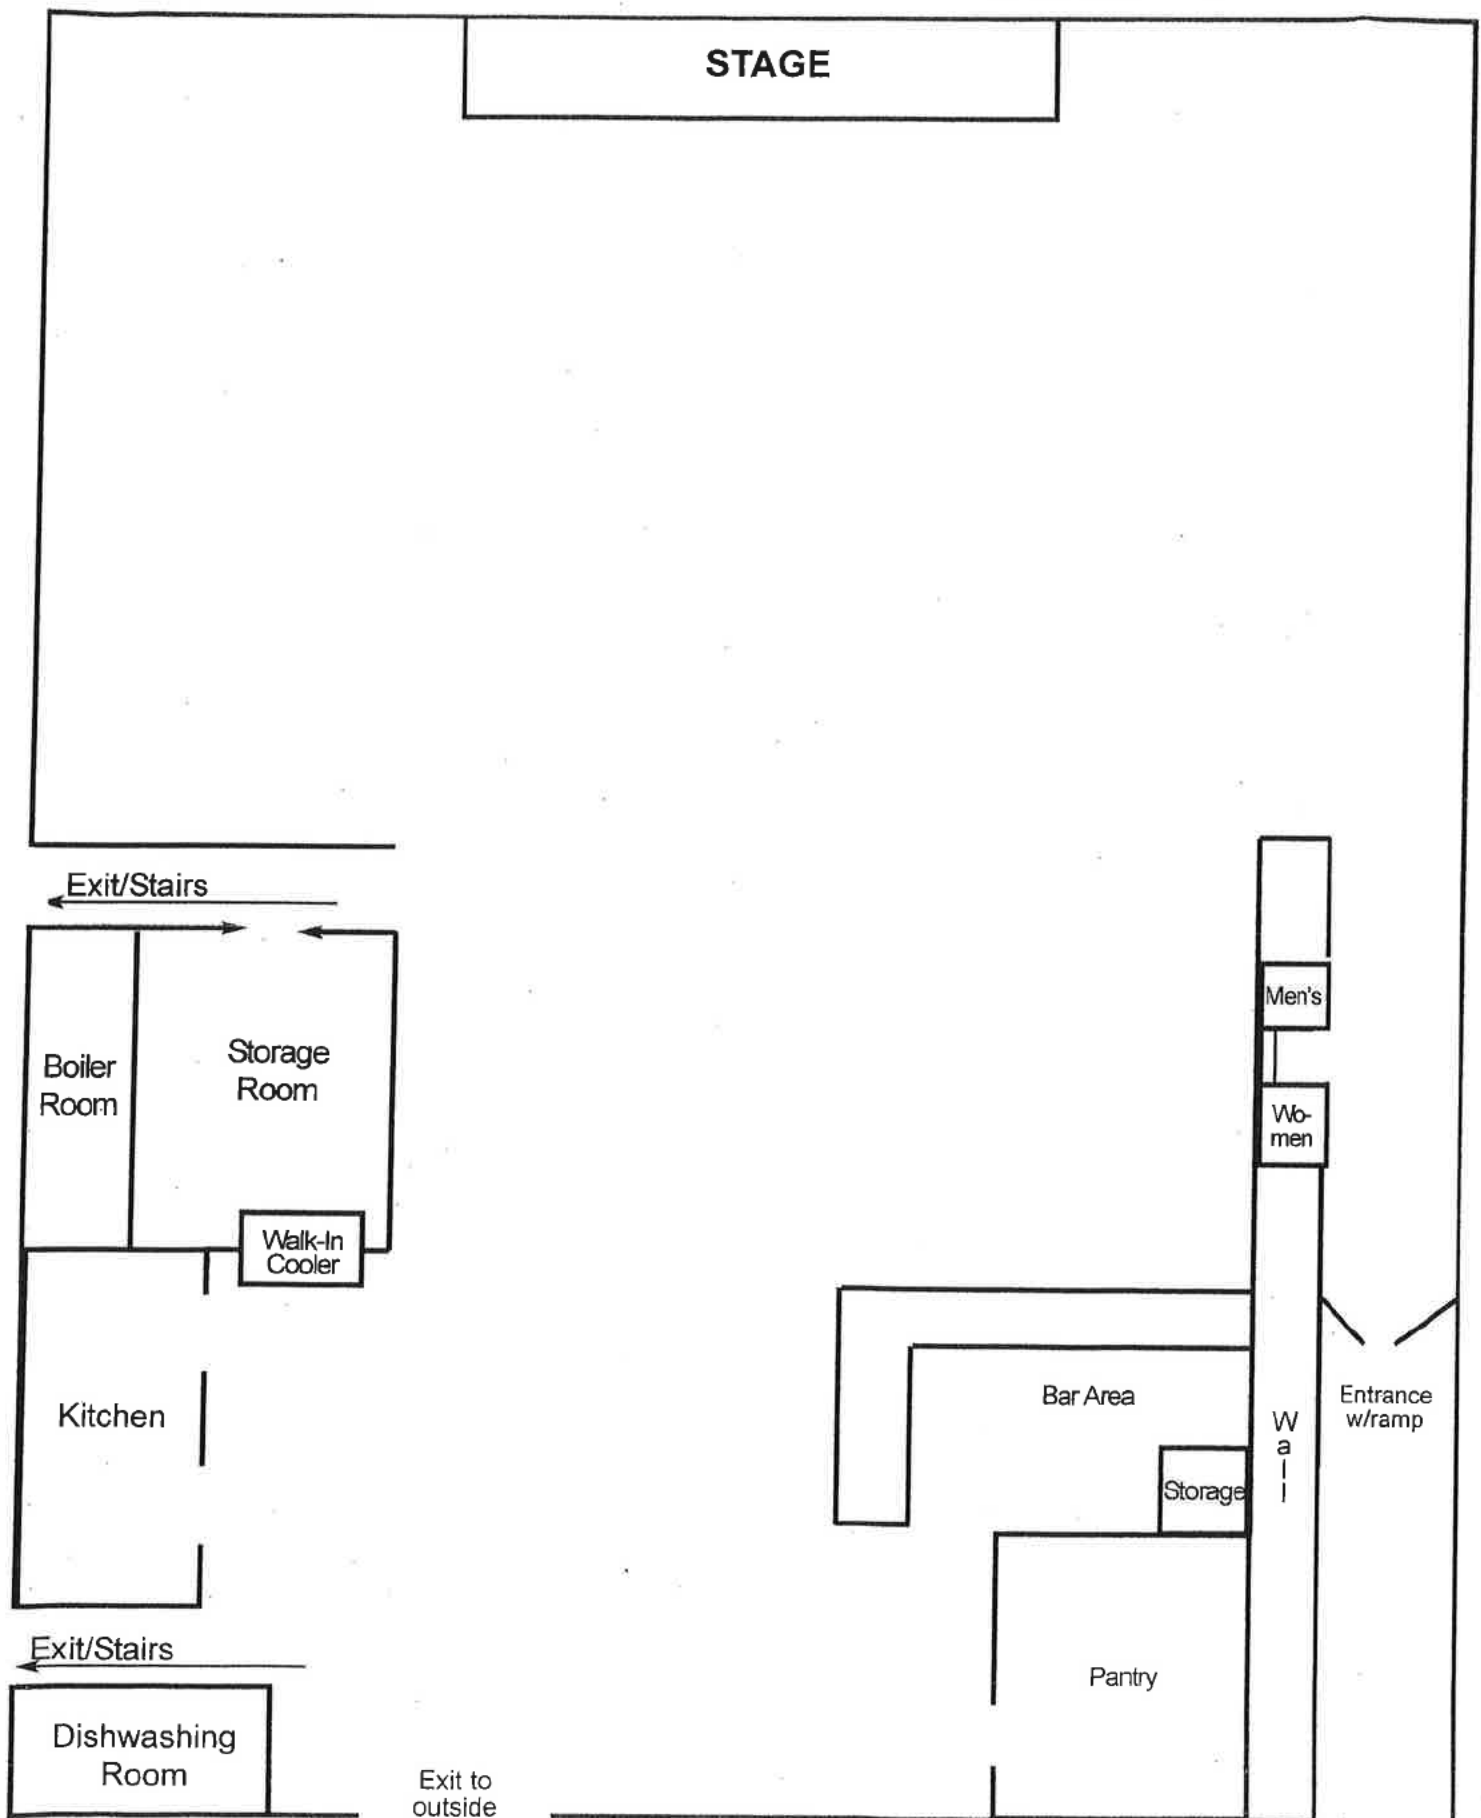 STAGE
Exit/Stairs
Men's
Boiler
Room
Storage
Room
Wo-
men
Walk-In
Cooler
Kitchen
Bar Area
Entrance
w/ramp
Wall
Storage
Exit/Stairs
Pantry
Dishwashing
Room
Exit to
outside